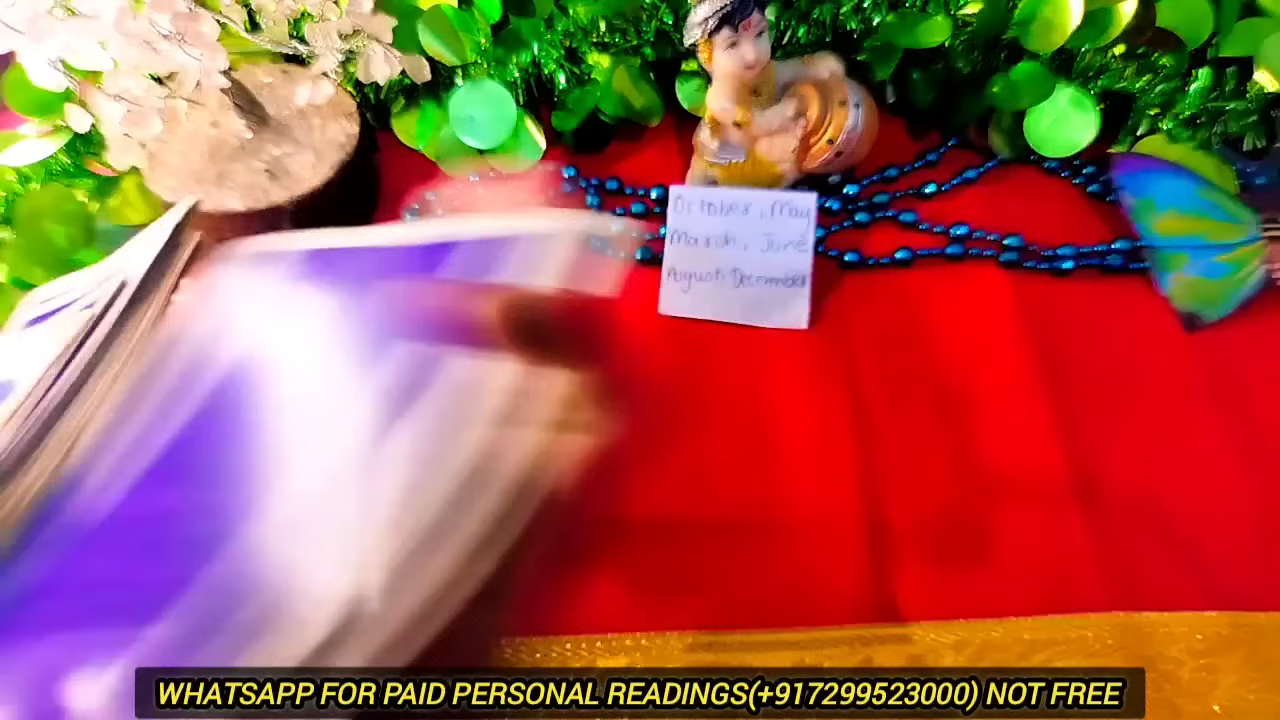 October, May
March, June
August, December
WHATSAPP FOR PAID PERSONAL READINGS(+917299523000) NOT FREE